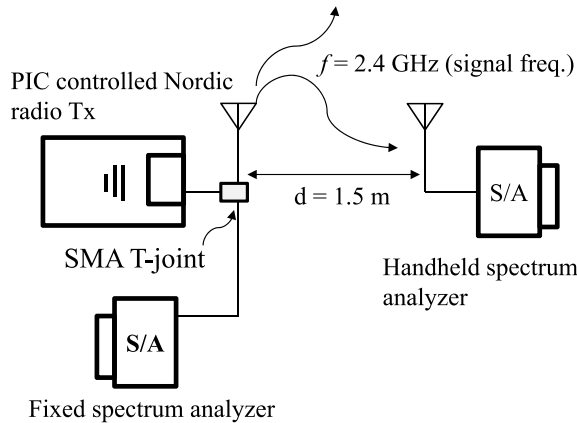 PIC controlled Nordic
radio Tx
f = 2.4 GHz (signal freq.)
d = 1.5 m
S/A
SMA T-joint
Handheld spectrum
analyzer
S/A
Fixed spectrum analyzer